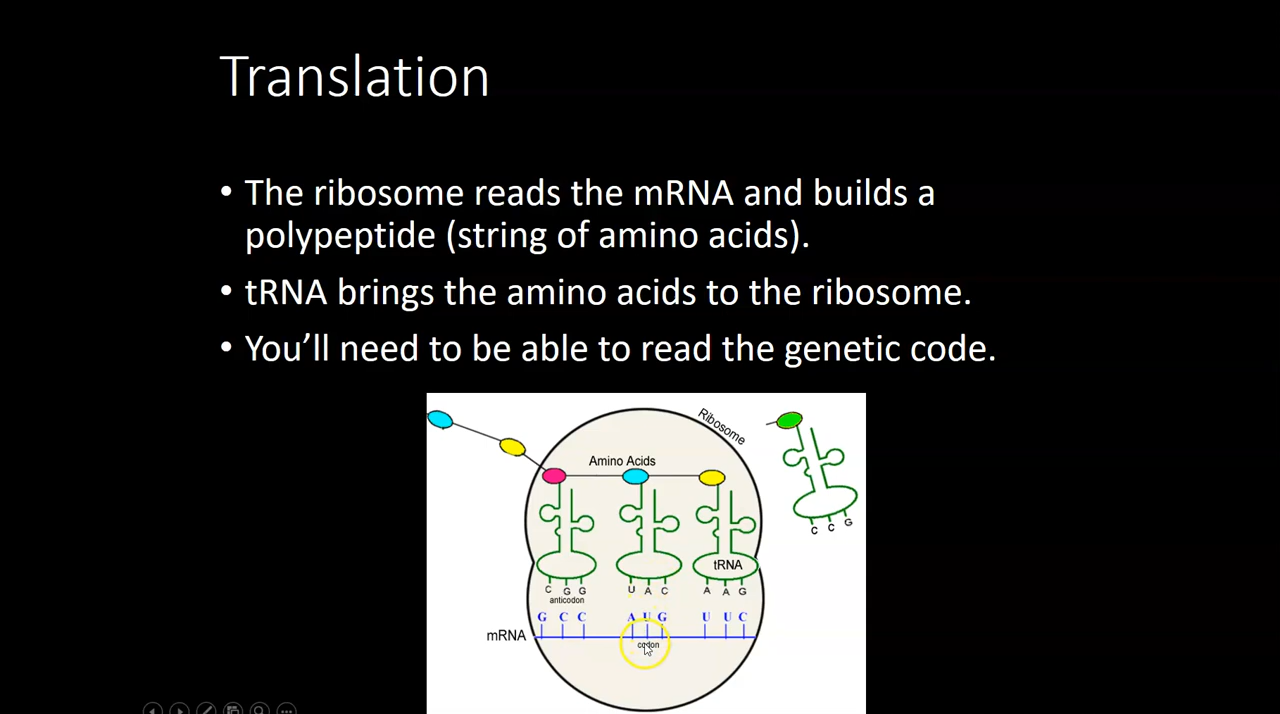 Translation
• The ribosome reads the mRNA and builds a
polypeptide (string of amino acids).
• tRNA brings the amino acids to the ribosome.
• You’ll need to be able to read the genetic code.
Ribosome
Amino Acids
C C G
tRNA
C G G U A C A A G
anticodon
G C C A U G U U C
mRNA
codon